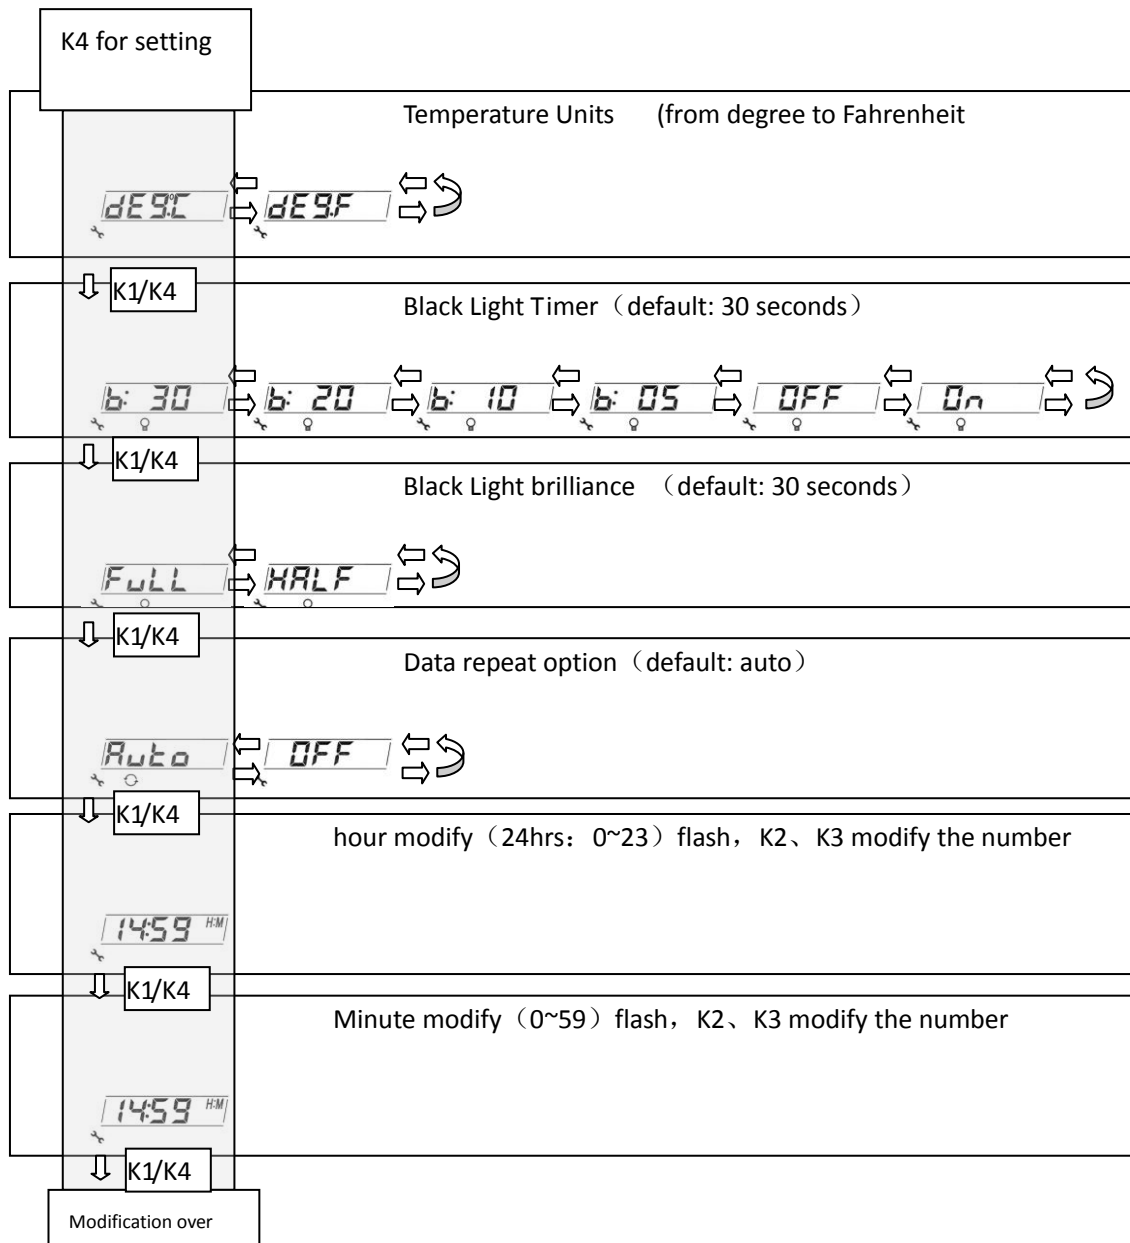 K4 for setting
Temperature Units (from degree to Fahrenheit
dEg.°C dEg.F
K1/K4
Black Light Timer（default: 30 seconds）
b: 30 b: 20 b: 10 b: 05 OFF On
K1/K4
Black Light brilliance （default: 30 seconds）
FuLL HALF
K1/K4
Data repeat option（default: auto）
Auto OFF
K1/K4
hour modify（24hrs：0~23）flash，K2、K3 modify the number
14:59 H:M
K1/K4
Minute modify（0~59）flash，K2、K3 modify the number
14:59 H:M
K1/K4
Modification over